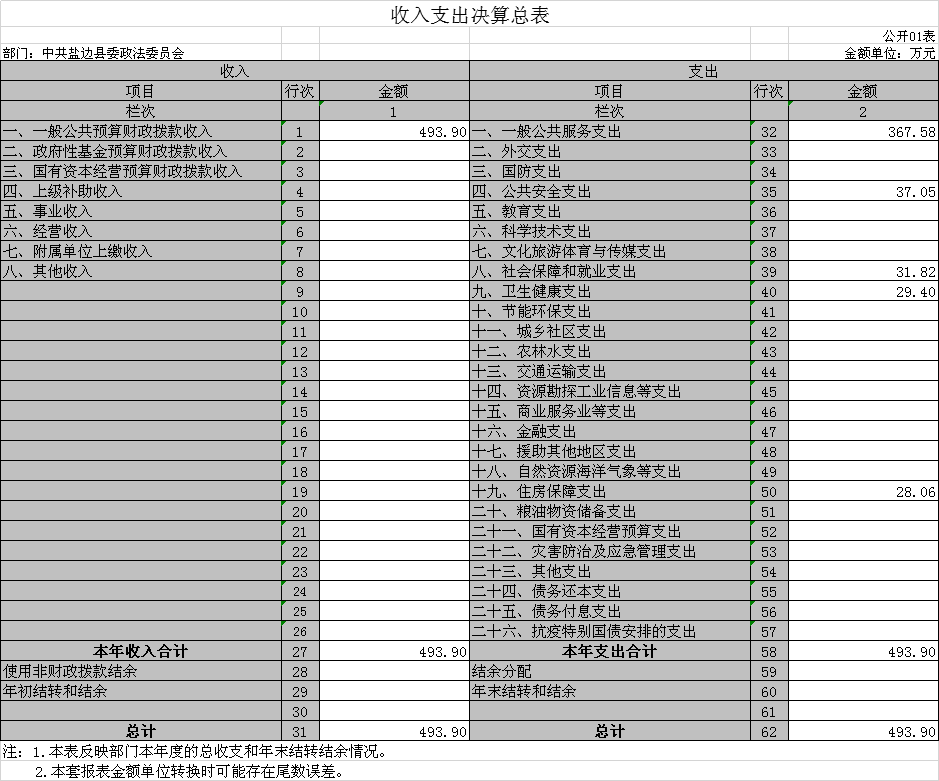 收入支出决算总表
公开01表
部门：中共盐边县委政法委员会 金额单位：万元
收入 支出
项目 行次 金额 项目 行次 金额
栏次 1 栏次 2
一、一般公共预算财政拨款收入 1 493.90 一、一般公共服务支出 32 367.58
二、政府性基金预算财政拨款收入 2 二、外交支出 33
三、国有资本经营预算财政拨款收入 3 三、国防支出 34
四、上级补助收入 4 四、公共安全支出 35 37.05
五、事业收入 5 五、教育支出 36
六、经营收入 6 六、科学技术支出 37
七、附属单位上缴收入 7 七、文化旅游体育与传媒支出 38
八、其他收入 8 八、社会保障和就业支出 39 31.82
9 九、卫生健康支出 40 29.40
10 十、节能环保支出 41
11 十一、城乡社区支出 42
12 十二、农林水支出 43
13 十三、交通运输支出 44
14 十四、资源勘探工业信息等支出 45
15 十五、商业服务业等支出 46
16 十六、金融支出 47
17 十七、援助其他地区支出 48
18 十八、自然资源海洋气象等支出 49
19 十九、住房保障支出 50 28.06
20 二十、粮油物资储备支出 51
21 二十一、国有资本经营预算支出 52
22 二十二、灾害防治及应急管理支出 53
23 二十三、其他支出 54
24 二十四、债务还本支出 55
25 二十五、债务付息支出 56
26 二十六、抗疫特别国债安排的支出 57
本年收入合计 27 493.90 本年支出合计 58 493.90
使用非财政拨款结余 28 结余分配 59
年初结转和结余 29 年末结转和结余 60
30 61
总计 31 493.90 总计 62 493.90
注：1.本表反映部门本年度的总收支和年末结转结余情况。
2.本套报表金额单位转换时可能存在尾数误差。